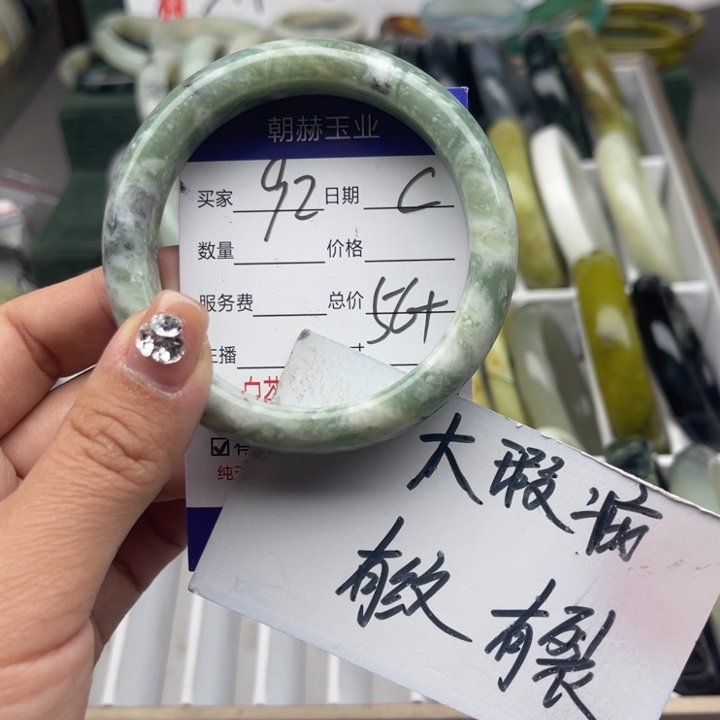 朝赫玉业
买家 92 日期 C
数量 价格
服务费 总价 56+
主播
大瑕疵
有纹 有裂